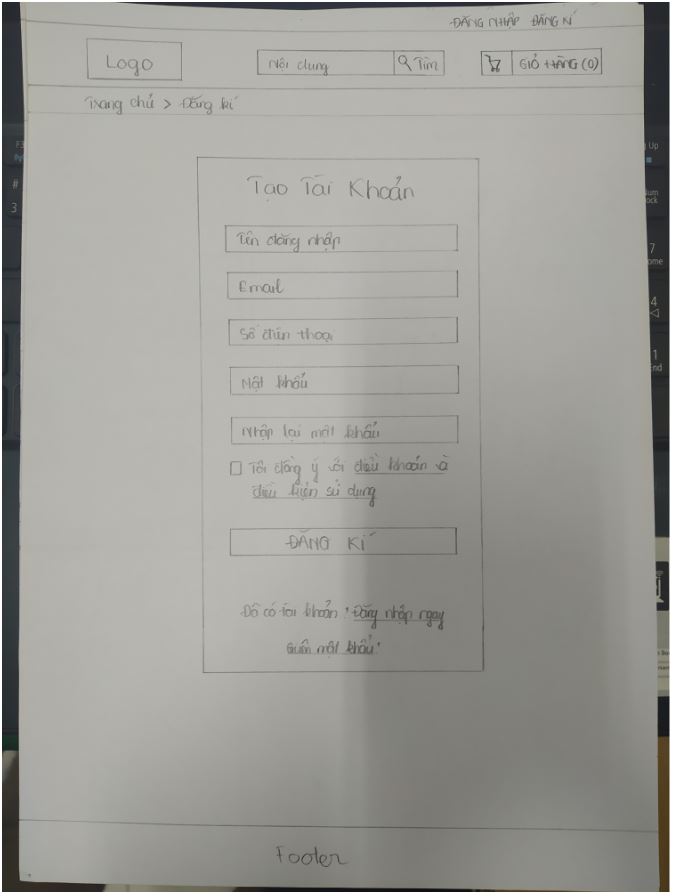 ĐĂNG NHẬP ĐĂNG KÍ
Logo
Nội dung
Tìm
GIỎ HÀNG (0)
Trang chủ > Đăng kí
Tạo Tài Khoản
Tên đăng nhập
Email
Số điện thoại
Mật khẩu
Nhập lại mật khẩu
Tôi đồng ý với điều khoản và
điều kiện sử dụng
ĐĂNG KÍ
Đã có tài khoản? Đăng nhập ngay
Quên mật khẩu?
Footer